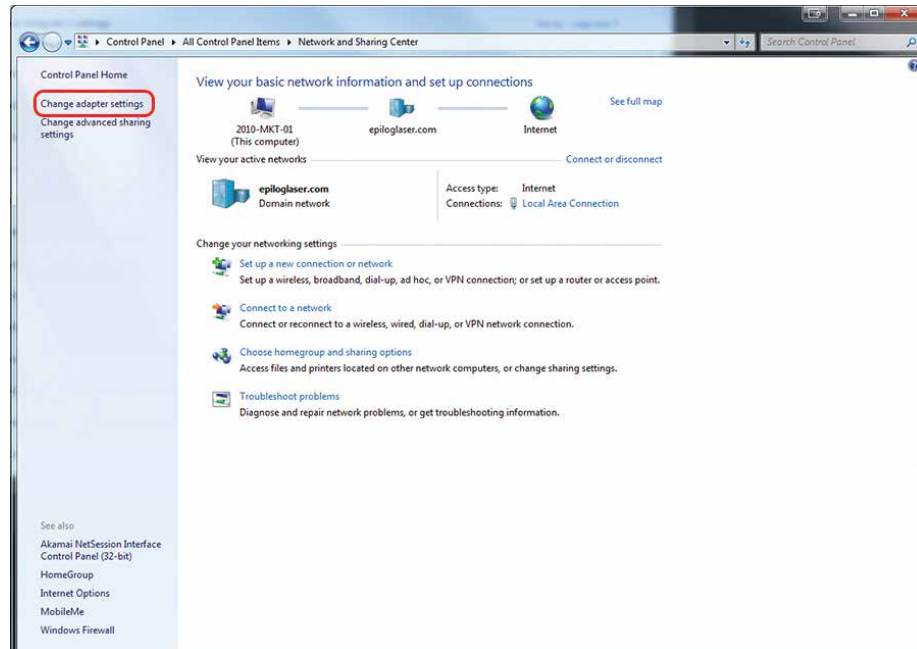 Control Panel ▸ All Control Panel Items ▸ Network and Sharing Center
Search Control Panel
Control Panel Home
Change adapter settings
Change advanced sharing
settings
View your basic network information and set up connections
See full map
2010-MKT-01
(This computer)
epiloglaser.com
Internet
View your active networks
Connect or disconnect
epiloglaser.com
Domain network
Access type: Internet
Connections: Local Area Connection
Change your networking settings
Set up a new connection or network
Set up a wireless, broadband, dial-up, ad hoc, or VPN connection; or set up a router or access point.
Connect to a network
Connect or reconnect to a wireless, wired, dial-up, or VPN network connection.
Choose homegroup and sharing options
Access files and printers located on other network computers, or change sharing settings.
Troubleshoot problems
Diagnose and repair network problems, or get troubleshooting information.
See also
Akamai NetSession Interface
Control Panel (32-bit)
HomeGroup
Internet Options
MobileMe
Windows Firewall